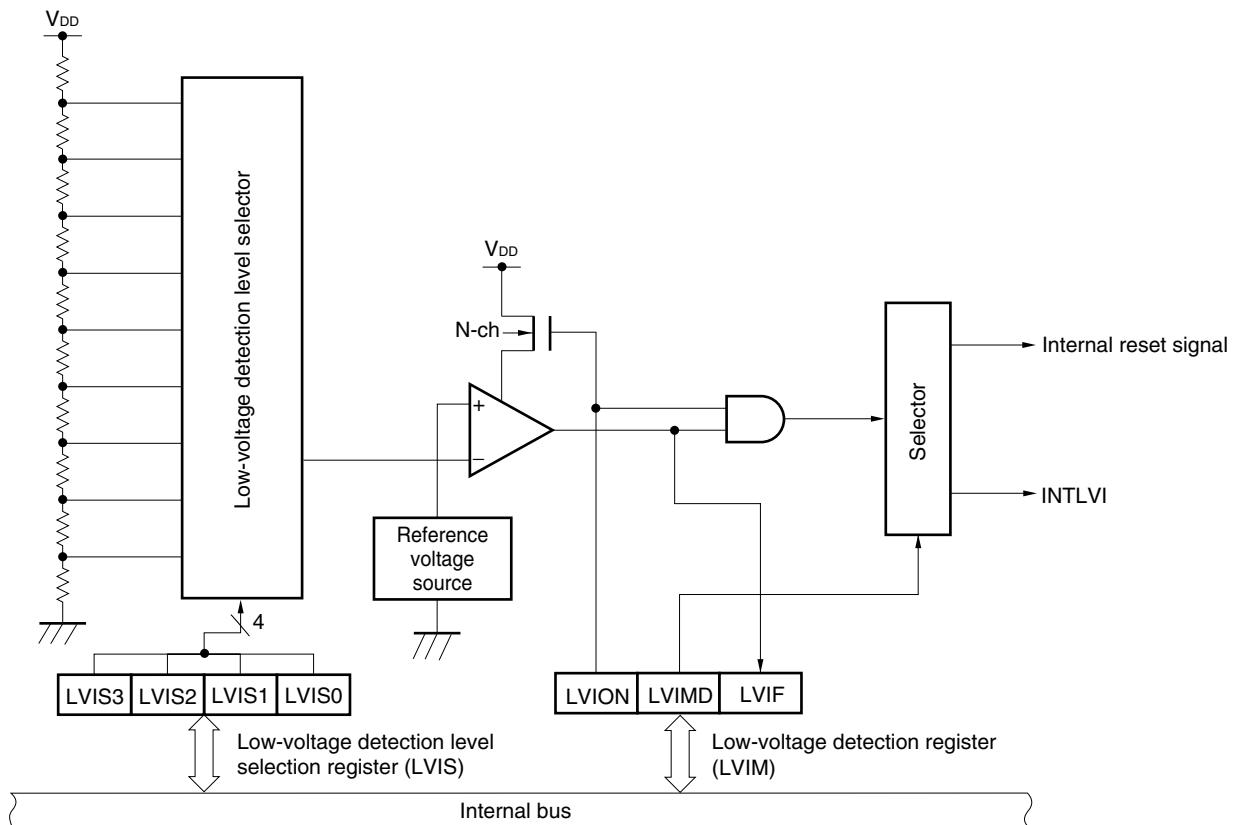 VDD
Low-voltage detection level selector
VDD
N-ch
+
−
Reference
voltage
source
Selector
Internal reset signal
INTLVI
4
LVIS3 LVIS2 LVIS1 LVIS0
LVION LVIMD LVIF
Low-voltage detection level
selection register (LVIS)
Low-voltage detection register
(LVIM)
Internal bus